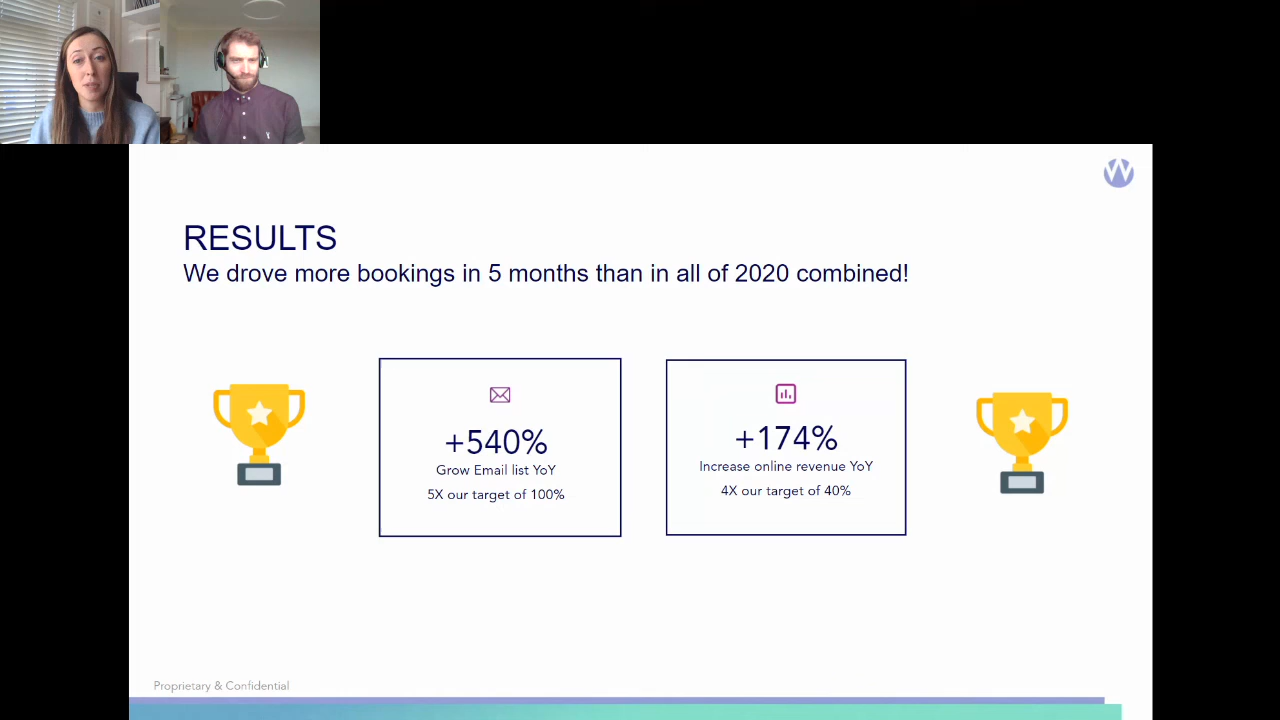 W
RESULTS
We drove more bookings in 5 months than in all of 2020 combined!
+540%
Grow Email list YoY
5X our target of 100%
+174%
Increase online revenue YoY
4X our target of 40%
Proprietary & Confidential